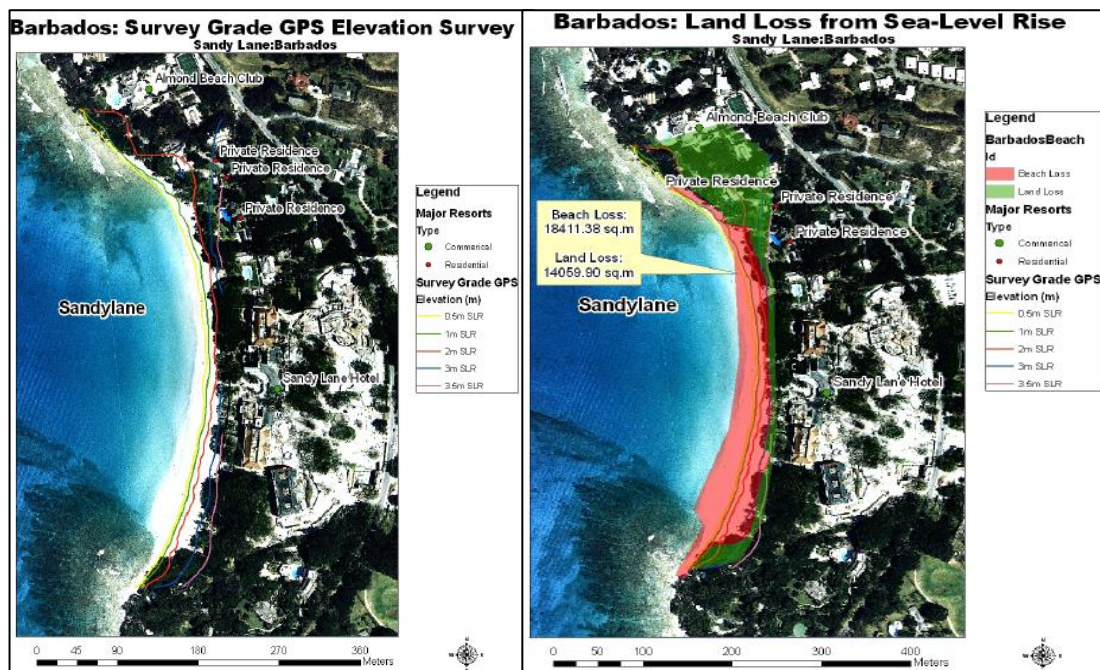 Barbados: Survey Grade GPS Elevation Survey
Sandy Lane:Barbados
Almond Beach Club
Private Residence
Private Residence
Private Residence
Sandylane
Sandy Lane Hotel
Legend
Major Resorts
Type
Commerical
Residential
Survey Grade GPS
Elevation (m)
0.5m SLR
1m SLR
2m SLR
3m SLR
3.5m SLR
0 45 90 180 270 360
Meters
Barbados: Land Loss from Sea-Level Rise
Sandy Lane:Barbados
Almond Beach Club
Private Residence
Private Residence
Private Residence
Beach Loss:
18411.38 sq.m
Land Loss:
14059.90 sq.m
Sandylane
Sandy Lane Hotel
Legend
BarbadosBeach
Id
Beach Loss
Land Loss
Major Resorts
Type
Commerical
Residential
Survey Grade GPS
Elevation (m)
0.5m SLR
1m SLR
2m SLR
3m SLR
3.5m SLR
0 50 100 200 300 400
Meters